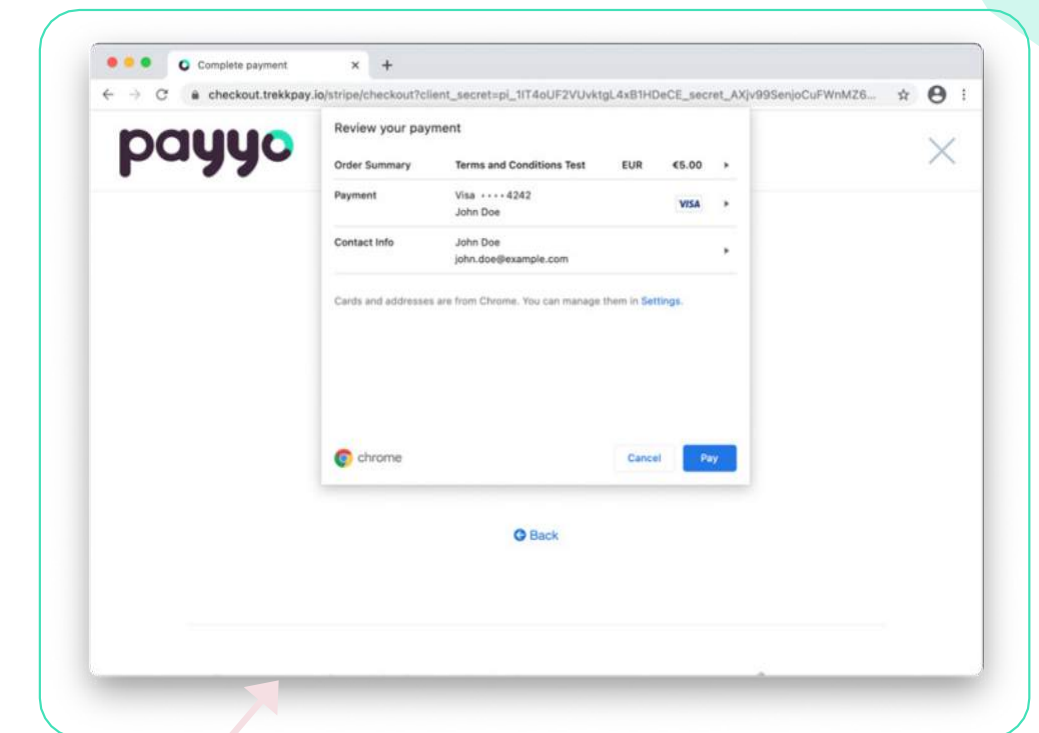 Complete payment
checkout.trekkpay.io/stripe/checkout?client_secret=pi_1IT4oUF2VUvktgL4xB1HDeCE_secret_AXjv99SenjoCuFWnMZ6...
payyo
Review your payment
Order Summary Terms and Conditions Test EUR €5.00
Payment Visa ···· 4242 VISA
John Doe
Contact Info John Doe
john.doe@example.com
Cards and addresses are from Chrome. You can manage them in Settings.
chrome Cancel Pay
Back